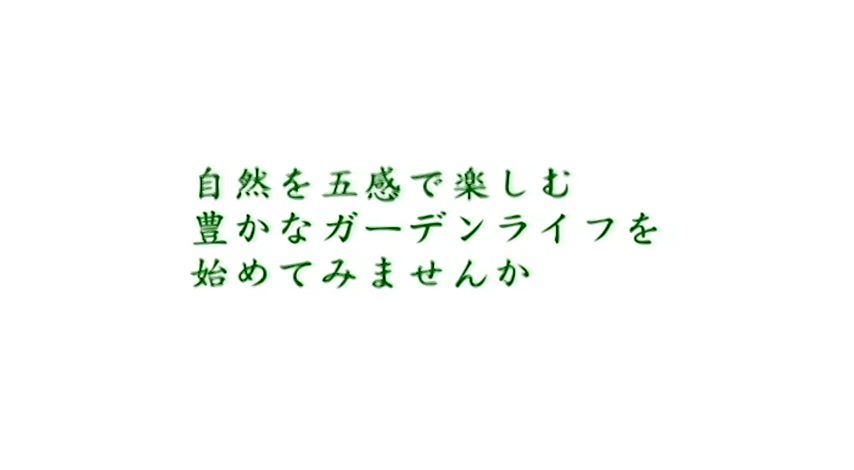 自然を五感で楽しむ
豊かなガーデンライフを
始めてみませんか